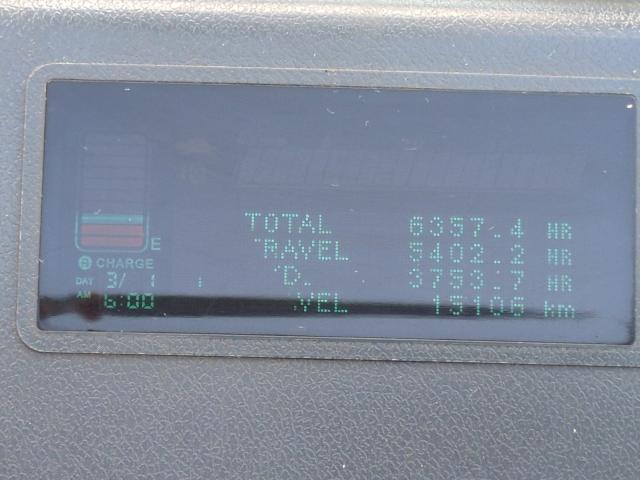 TOTAL 6357.4 HR
RAVEL 5402.2 HR
D. 3753.7 HR
VEL 15106 km
E
CHARGE
DAY 3/ 1 :
AM 6:00